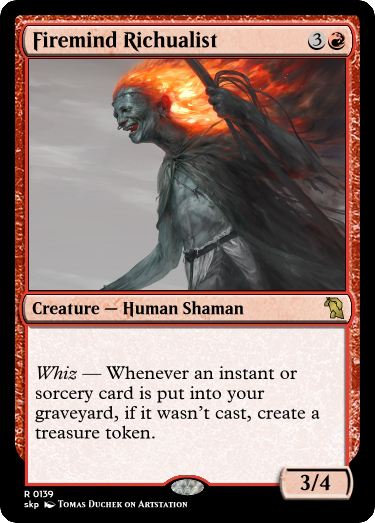 Firemind Richualist 3
Creature — Human Shaman
Whiz — Whenever an instant or
sorcery card is put into your
graveyard, if it wasn't cast, create a
treasure token.
3/4
R 0139
skp Tomas Duchek on Artstation